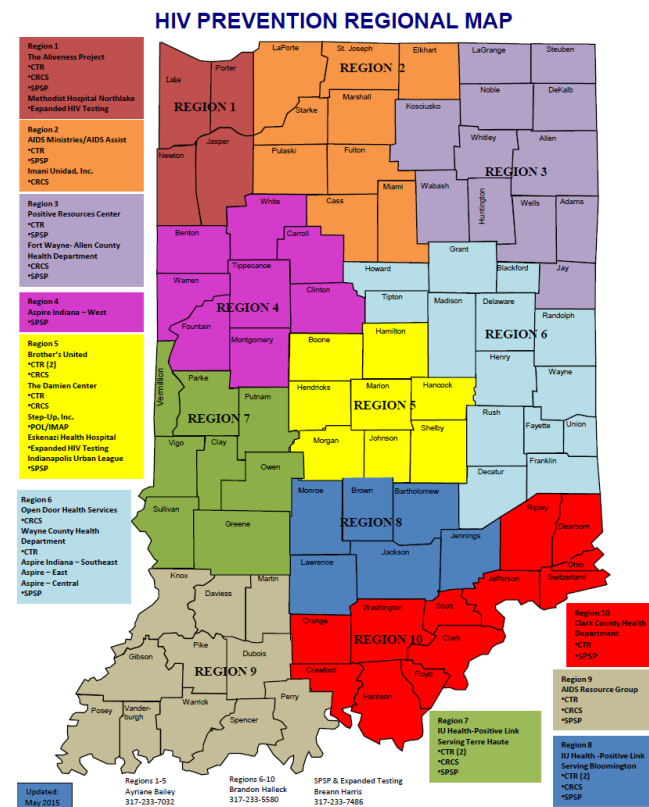 HIV PREVENTION REGIONAL MAP
Region 1
The Aliveness Project
*CTR
*CRCS
*SPSP
Methodist Hospital Northlake
*Expanded HIV Testing
Region 2
AIDS Ministries/AIDS Assist
*CTR
*SPSP
Imani Unidad, Inc.
*CRCS
Region 3
Positive Resources Center
*CTR
*SPSP
Fort Wayne- Allen County
Health Department
*CRCS
*SPSP
Region 4
Aspire Indiana – West
*SPSP
Region 5
Brother's United
*CTR (2)
*CRCS
The Damien Center
*CTR
*CRCS
Step-Up, Inc.
*POL/IMAP
Eskenazi Health Hospital
*Expanded HIV Testing
Indianapolis Urban League
*SPSP
Region 6
Open Door Health Services
*CRCS
Wayne County Health
Department
*CTR
Aspire Indiana – Southeast
Aspire – East
Aspire – Central
*SPSP
LaPorte
St. Joseph
Elkhart
LaGrange
Steuben
Lake
Porter
REGION 1
REGION 2
Noble
DeKalb
Marshall
Starke
Kosciusko
Whitley
Allen
Newton
Jasper
Pulaski
Fulton
REGION 3
Miami
Wabash
Huntington
Wells
Adams
White
Cass
Benton
Carroll
Grant
Howard
Blackford
Jay
Tippecanoe
Warren
Clinton
Tipton
Madison
Delaware
Randolph
REGION 4
Fountain
Montgomery
Boone
Hamilton
REGION 6
Henry
Wayne
Vermillion
Parke
Putnam
Hendricks
Marion
Hancock
REGION 5
REGION 7
Rush
Fayette
Union
Shelby
Vigo
Clay
Morgan
Johnson
Franklin
Owen
Decatur
Monroe
Brown
Bartholomew
Ripley
Dearborn
Sullivan
Greene
REGION 8
Jennings
Jackson
Ohio
Lawrence
Jefferson
Switzerland
Knox
Martin
Daviess
Washington
Scott
Orange
REGION 10
Clark
Pike
Gibson
Dubois
REGION 9
Crawford
Floyd
Harrison
Perry
Warrick
Posey
Vander-
burgh
Spencer
Region 10
Clark County Health
Department
*CTR
*SPSP
Region 9
AIDS Resource Group
*CTR
*CRCS
*SPSP
Region 7
IU Health-Positive Link
Serving Terre Haute
*CTR (2)
*CRCS
*SPSP
Region 8
IU Health -Positive Link
Serving Bloomington
*CTR (2)
*CRCS
*SPSP
Updated:
May 2015
Regions 1-5
Ayriane Bailey
317-233-7032
Regions 6-10
Brandon Halleck
317-233-5580
SPSP & Expanded Testing
Breann Harris
317-233-7486